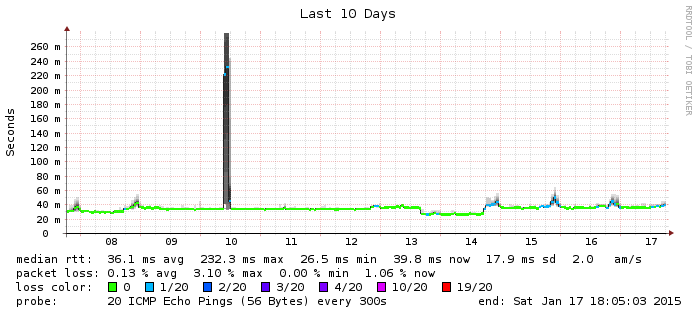 Last 10 Days
RRDTOOL / TOBI OETIKER
Seconds
260 m
240 m
220 m
200 m
180 m
160 m
140 m
120 m
100 m
80 m
60 m
40 m
20 m
0
08 09 10 11 12 13 14 15 16 17
median rtt: 36.1 ms avg 232.3 ms max 26.5 ms min 39.8 ms now 17.9 ms sd 2.0 am/s
packet loss: 0.13 % avg 3.10 % max 0.00 % min 1.06 % now
loss color: 0 1/20 2/20 3/20 4/20 10/20 19/20
probe: 20 ICMP Echo Pings (56 Bytes) every 300s end: Sat Jan 17 18:05:03 2015